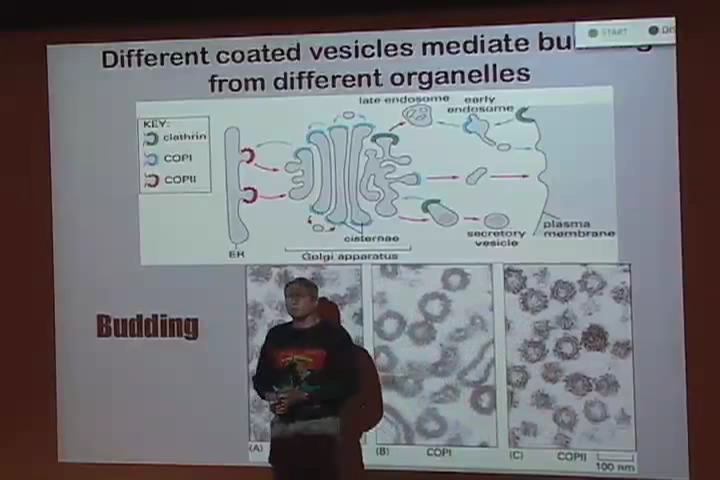 START
Different coated vesicles mediate
from different organelles
KEY:
clathrin
COPI
COPII
late endosome
early
endosome
ER
cisternae
Golgi apparatus
secretory
vesicle
plasma
membrane
Budding
(A)
(B) COPI
(C) COPII
100 nm